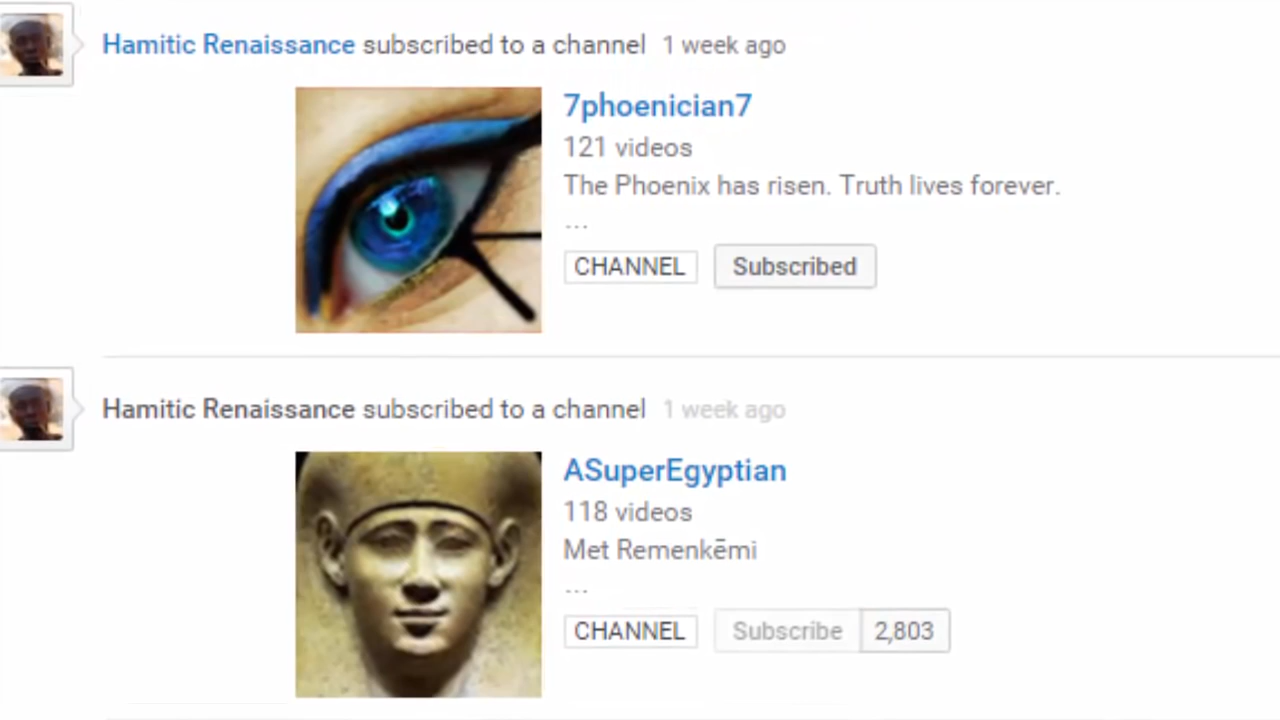 Hamitic Renaissance subscribed to a channel 1 week ago
7phoenician7
121 videos
The Phoenix has risen. Truth lives forever.
...
CHANNEL Subscribed
Hamitic Renaissance subscribed to a channel 1 week ago
ASuperEgyptian
118 videos
Met Remenkēmi
...
CHANNEL Subscribe 2,803